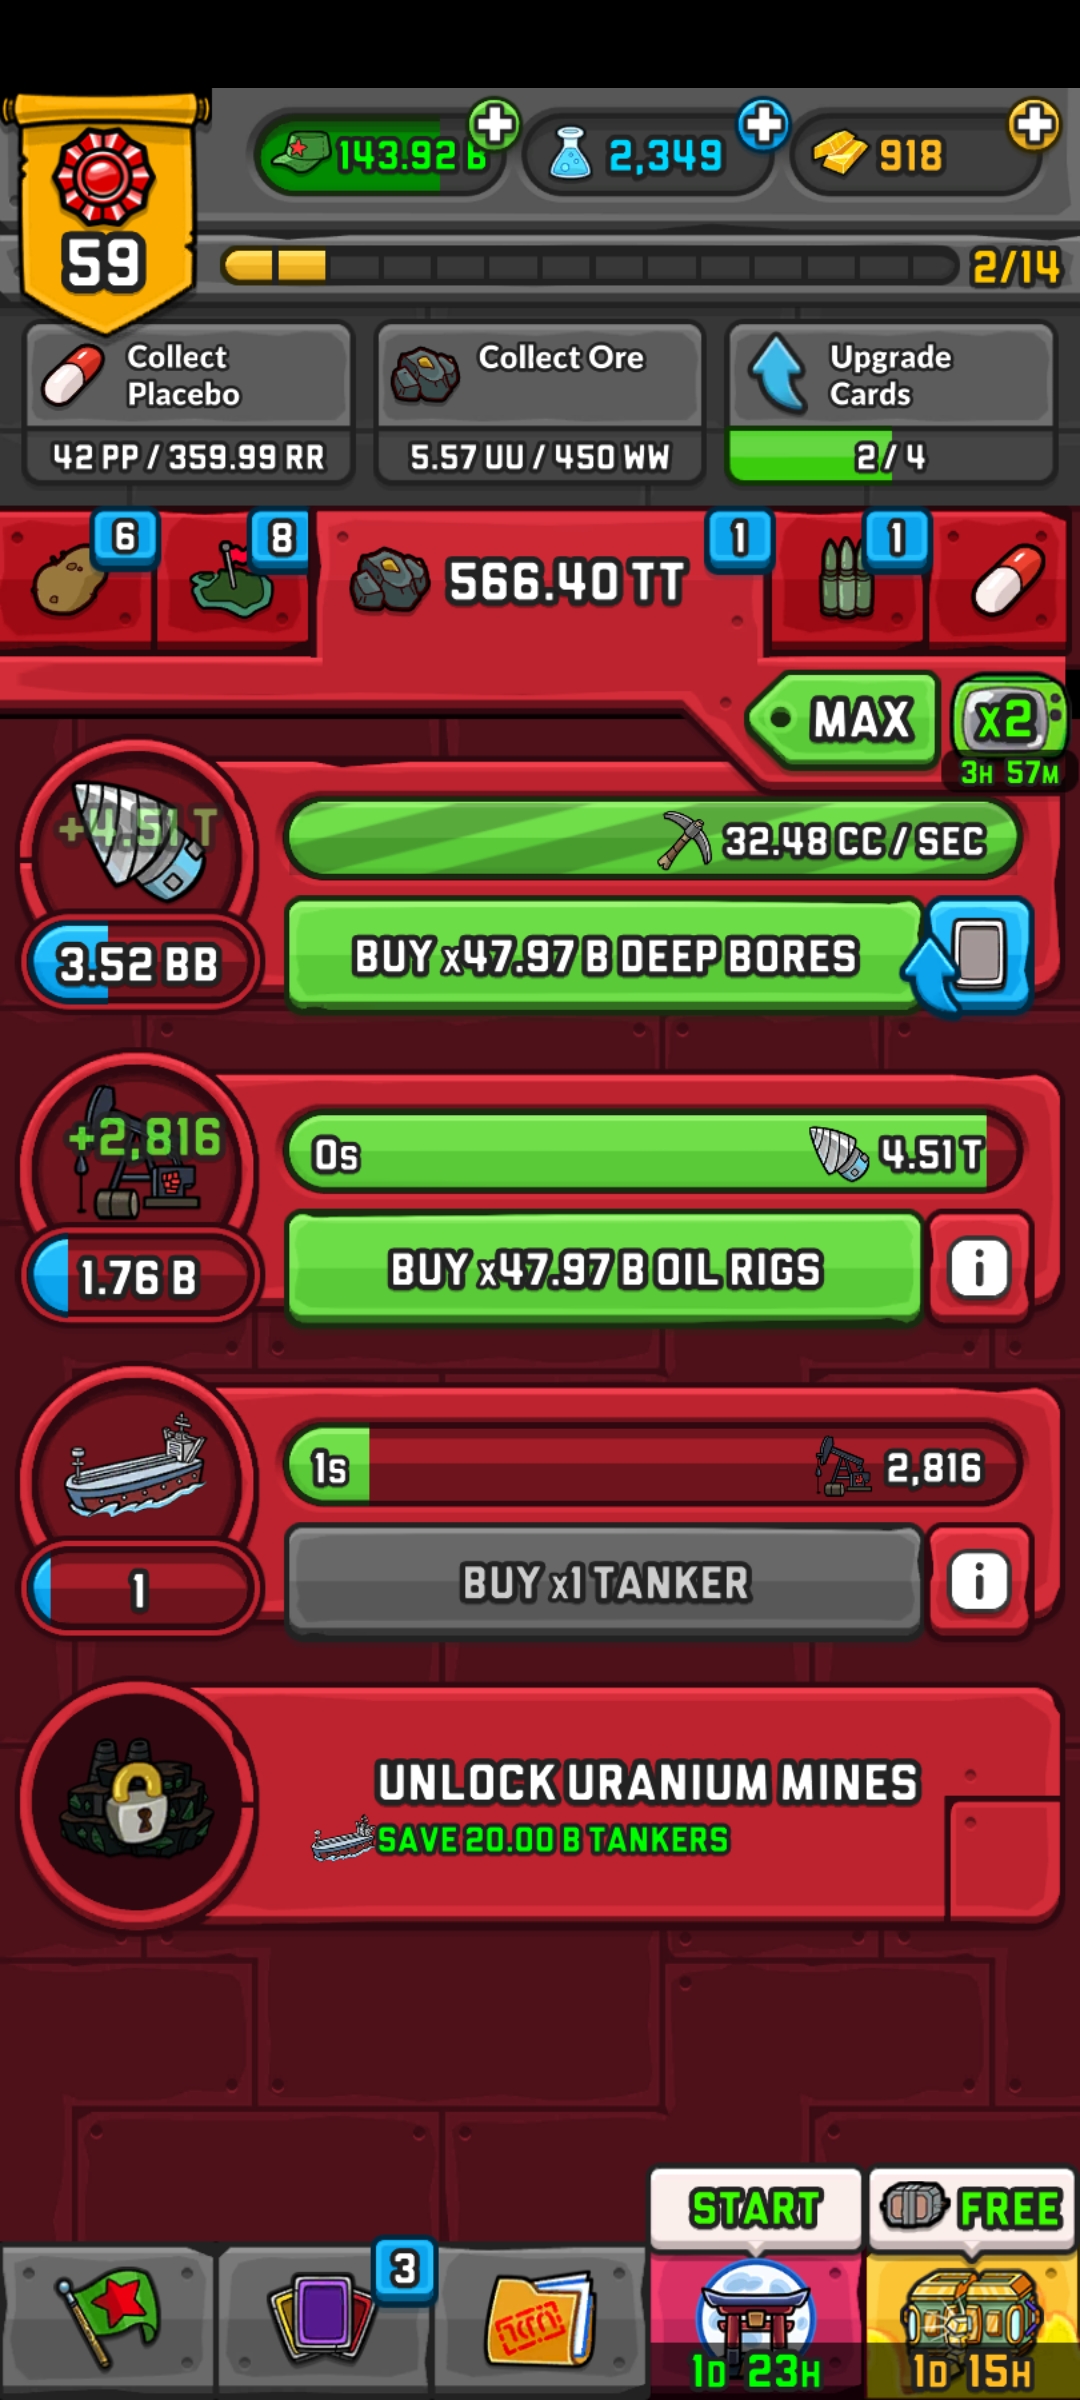 143.92 B
2,349
918
59
2/14
Collect Placebo
42 PP / 359.99 RR
Collect Ore
5.57 UU / 450 WW
Upgrade Cards
2 / 4
6
8
566.40 TT
1
1
MAX
x2
3H 57M
+4.51 T
32.48 CC / SEC
3.52 BB
BUY x47.97 B DEEP BORES
+2,816
0s
4.51 T
1.76 B
BUY x47.97 B OIL RIGS
i
1s
2,816
1
BUY x1 TANKER
i
UNLOCK URANIUM MINES
SAVE 20.00 B TANKERS
START
FREE
3
1D 23H
1D 15H